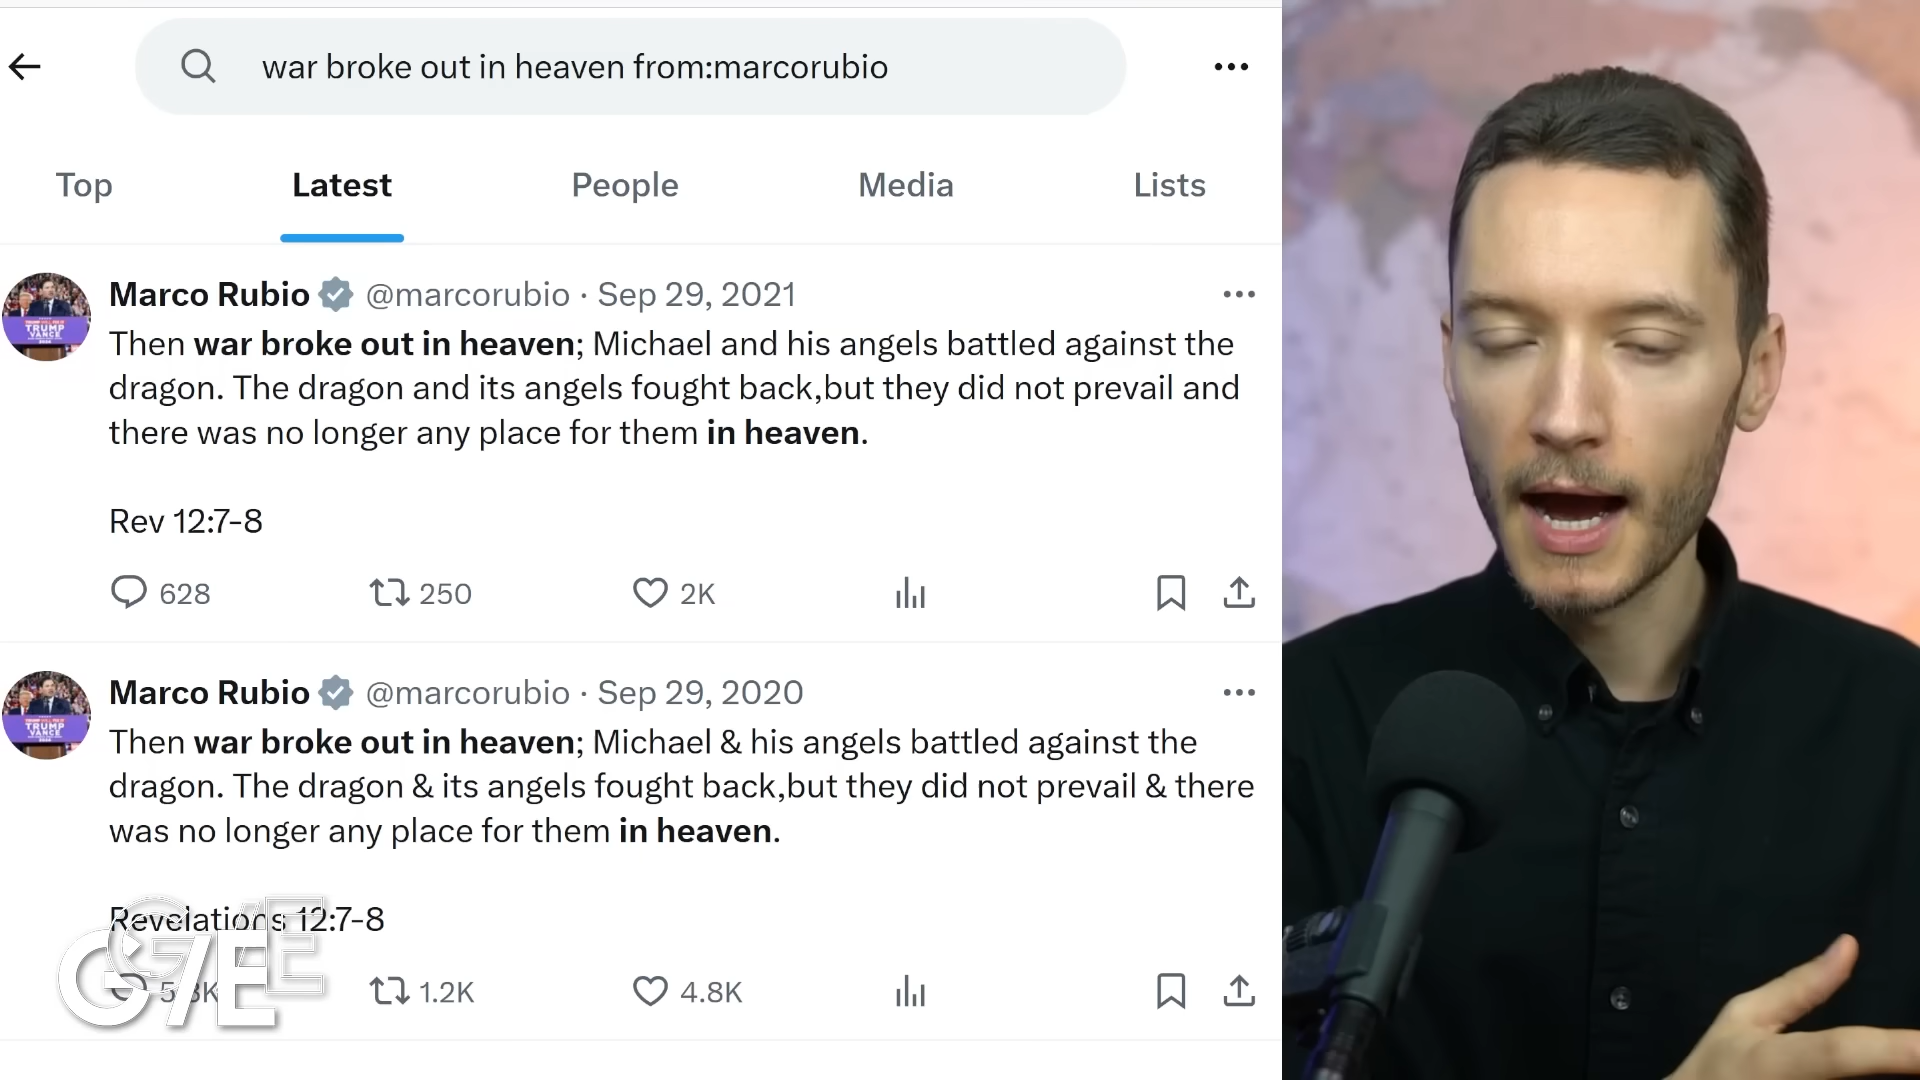 war broke out in heaven from:marcorubio
Top Latest People Media Lists
Marco Rubio @marcorubio · Sep 29, 2021
Then war broke out in heaven; Michael and his angels battled against the
dragon. The dragon and its angels fought back,but they did not prevail and
there was no longer any place for them in heaven.
Rev 12:7-8
628 250 2K
TRUMP
VANCE
Marco Rubio @marcorubio · Sep 29, 2020
Then war broke out in heaven; Michael & his angels battled against the
dragon. The dragon & its angels fought back,but they did not prevail & there
was no longer any place for them in heaven.
Revelations 12:7-8
1.2K 4.8K
TRUMP
VANCE